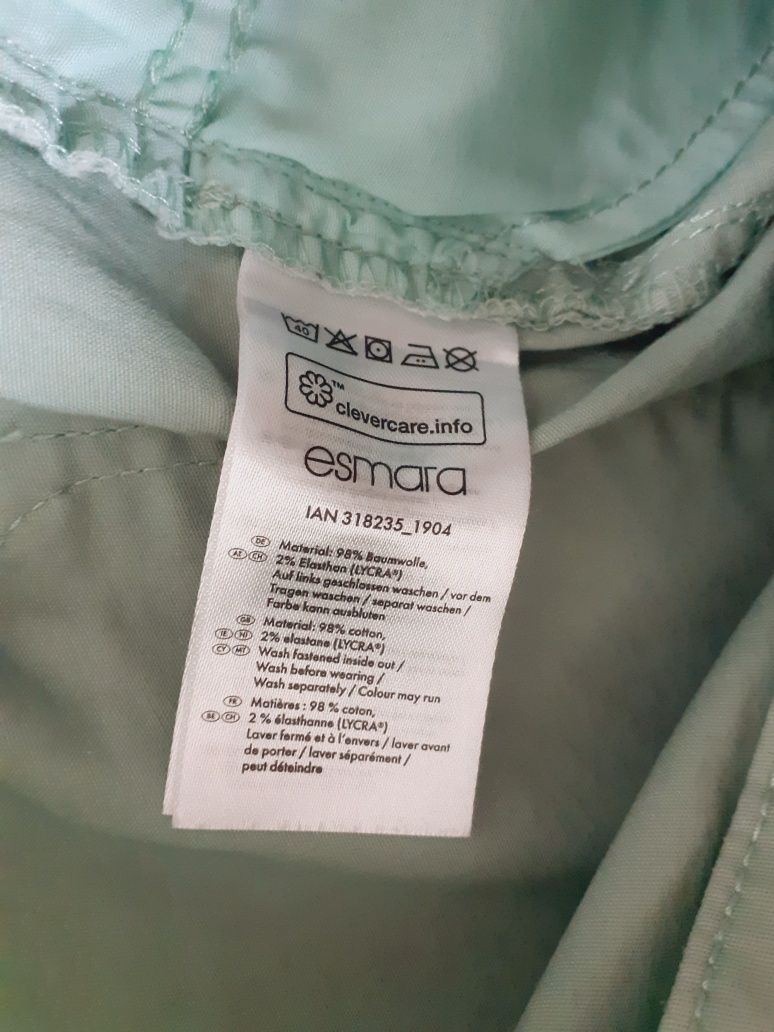 40
™
clevercare.info
esmara
IAN 318235_1904
DE Material: 98% Baumwolle,
AT CH 2% Elasthan (LYCRA®)
Auf links geschlossen waschen / vor dem
Tragen waschen / separat waschen /
Farbe kann ausbluten
GB Material: 98% cotton,
IE NI 2% elastane (LYCRA®)
CY MT Wash fastened inside out /
Wash before wearing /
Wash separately / Colour may run
FR Matières : 98 % coton,
BE CH 2 % élasthanne (LYCRA®)
Laver fermé et à l'envers / laver avant
de porter / laver séparément /
peut déteindre